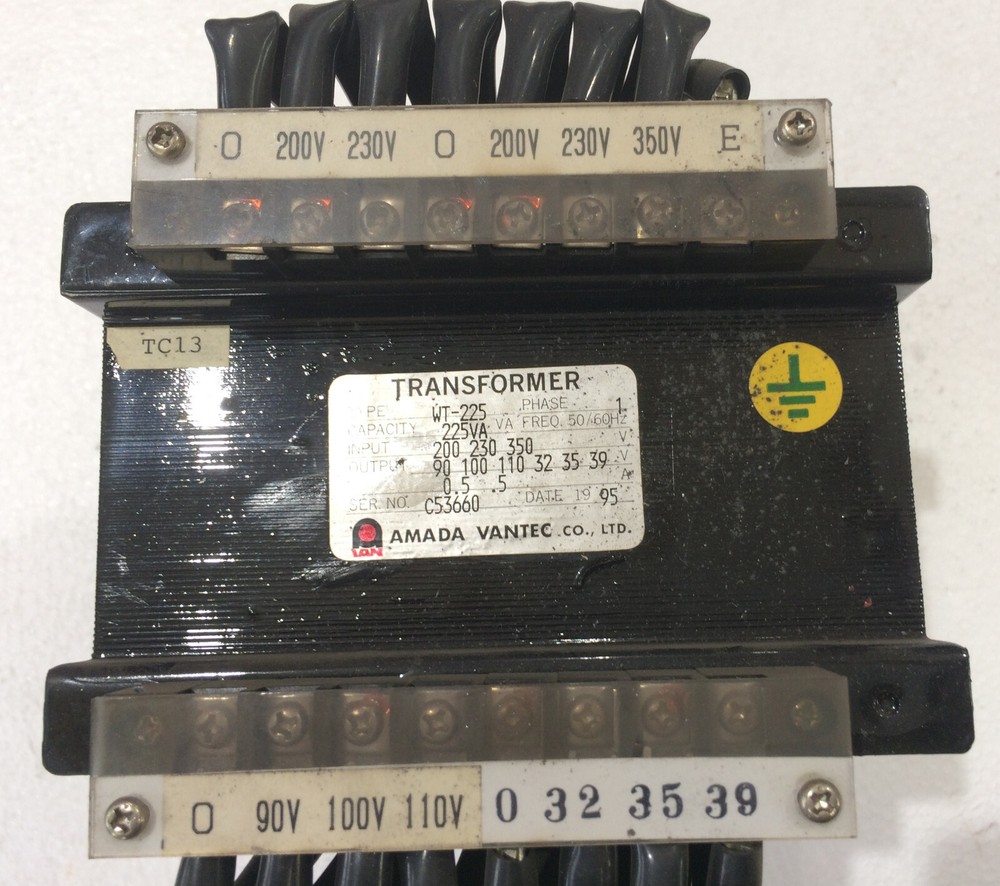 O 200V 230V O 200V 230V 350V E
TC13
TRANSFORMER
TYPE WT-225 PHASE 1
CAPACITY 225VA VA FREQ. 50/60Hz
INPUT 200 230 350 V
OUTPUT 90 100 110 32 35 39 V
0.5 .5 A
SER. NO. C53660 DATE 19 95
VAN AMADA VANTEC CO., LTD.
O 90V 100V 110V 0 32 35 39